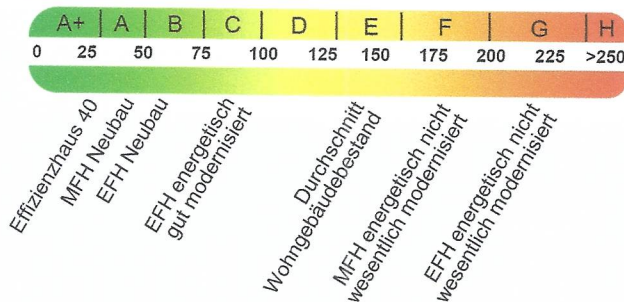 A+ | A | B | C | D | E | F | G | H
0 25 50 75 100 125 150 175 200 225 >250
Effizienzhaus 40
MFH Neubau
EFH Neubau
EFH energetisch
gut modernisiert
Durchschnitt
Wohngebäudebestand
MFH energetisch nicht
wesentlich modernisiert
EFH energetisch nicht
wesentlich modernisiert